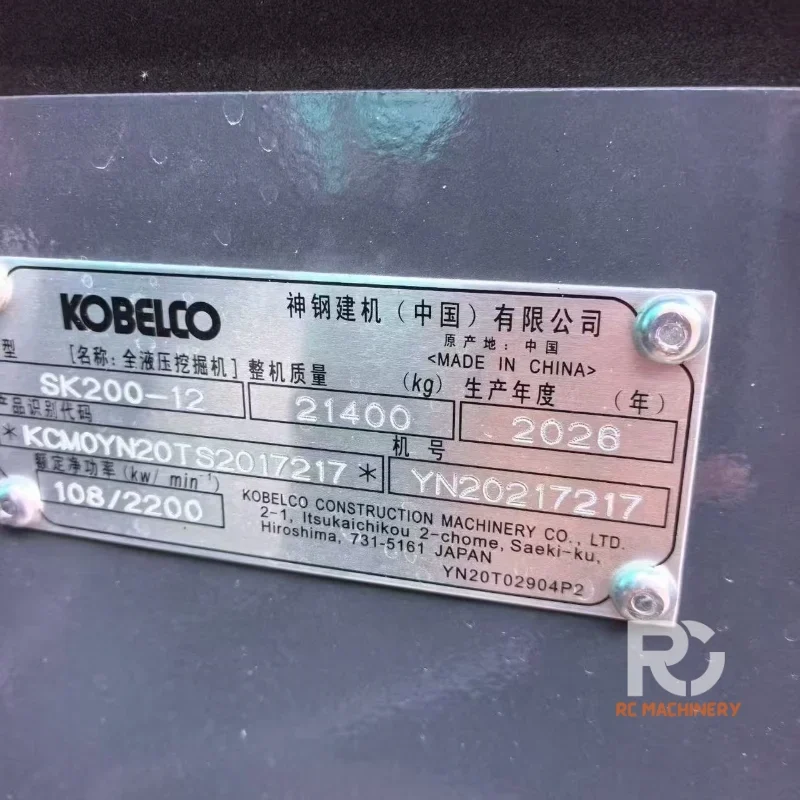 KOBELCO
神钢建机(中国)有限公司
原产地:中国
<MADE IN CHINA>
型 [名称:全液压挖掘机] 整机质量 (kg) 生产年度 (年)
SK200-12 21400 2026
产品识别代码 机号
*KCM0YN20TS2017217* YN20217217
额定净功率(kw/min⁻¹)
108/2200
KOBELCO CONSTRUCTION MACHINERY CO., LTD.
2-1, Itsukaichikou 2-chome, Saeki-ku,
Hiroshima, 731-5161 JAPAN
YN20T02904P2
RC
RC MACHINERY